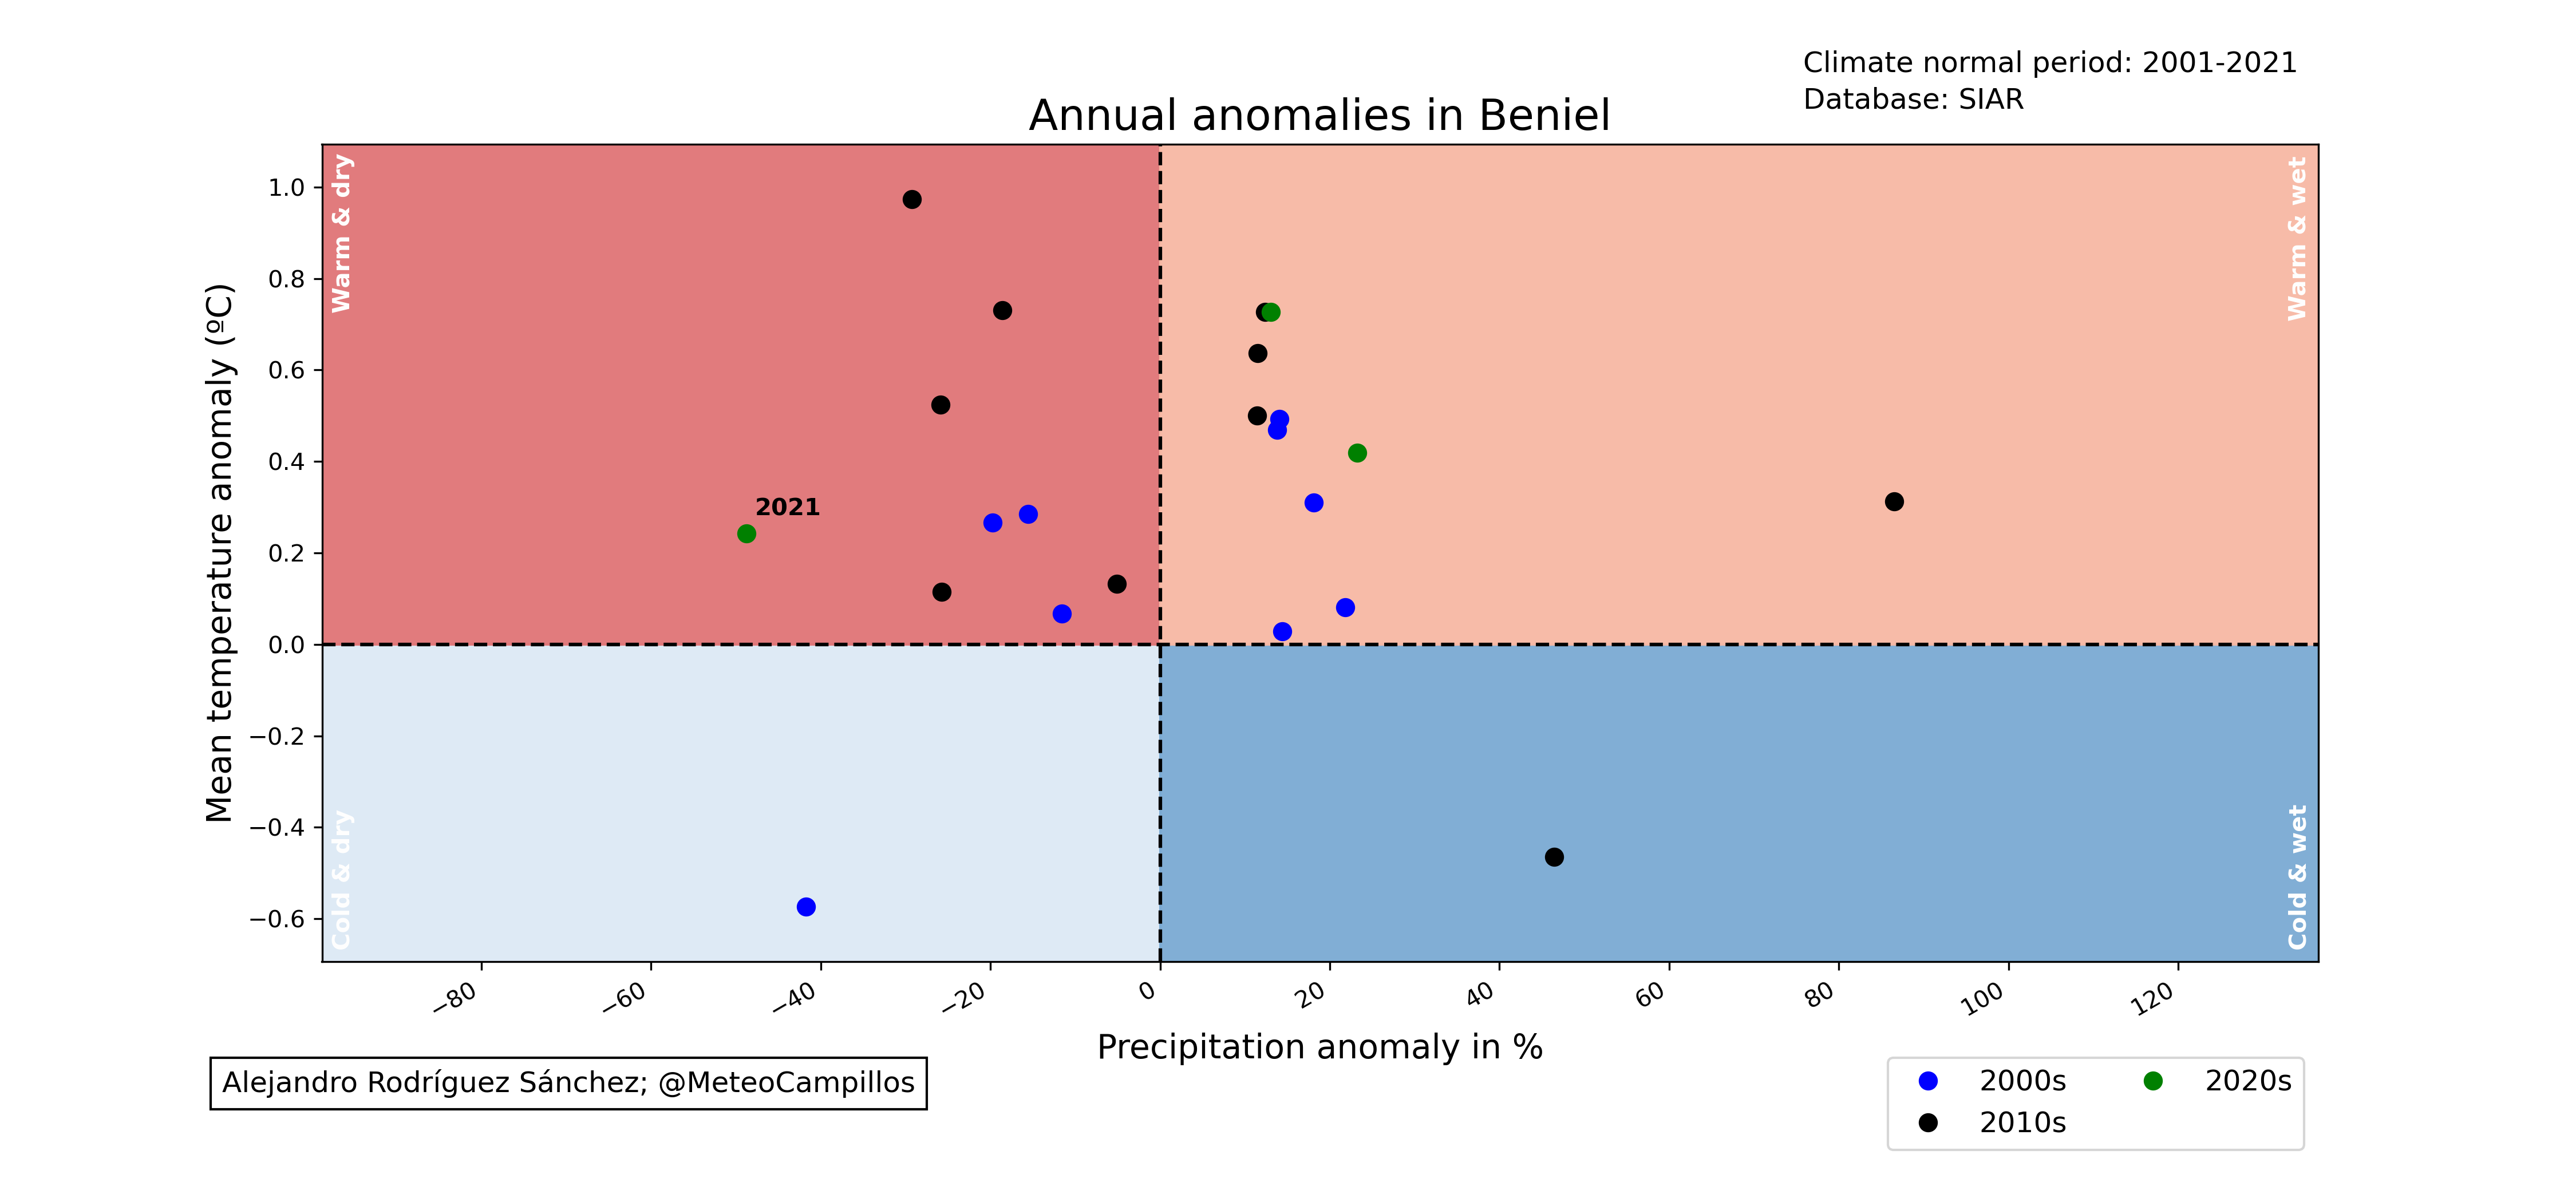 Climate normal period: 2001-2021
Database: SIAR
Annual anomalies in Beniel
Mean temperature anomaly (ºC)
1.0
0.8
0.6
0.4
0.2
0.0
−0.2
−0.4
−0.6
Warm & dry
Warm & wet
2021
Cold & dry
Cold & wet
−80
−60
−40
−20
0
20
40
60
80
100
120
Precipitation anomaly in %
Alejandro Rodríguez Sánchez; @MeteoCampillos
2000s
2010s
2020s